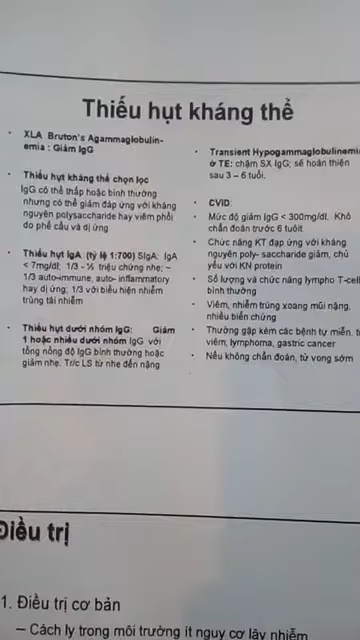 Thiếu hụt kháng thể
• XLA Bruton's Agammaglobulin-
emia : Giảm IgG
• Thiếu hụt kháng thể chọn lọc
IgG có thể thấp hoặc bình thường
nhưng có thể giảm đáp ứng với kháng
nguyên polysaccharide hay viêm phổi
do phế cầu và dị ứng
• Thiếu hụt IgA (tỷ lệ 1:700) SIgA: IgA
< 7mg/dl; 1/3 - ½ triệu chứng nhẹ; ~
1/3 auto-immune, auto- inflammatory
hay dị ứng; 1/3 với biểu hiện nhiễm
trùng tái nhiễm
• Thiếu hụt dưới nhóm IgG: Giảm
1 hoặc nhiều dưới nhóm IgG với
tổng nồng độ IgG bình thường hoặc
giảm nhẹ. Tr/c LS từ nhẹ đến nặng
• Transient Hypogammaglobulinemia
ở TE: chậm SX IgG; sẽ hoàn thiện
sau 3 – 6 tuổi.
• CVID:
• Mức độ giảm IgG < 300mg/dl. Khô
chẩn đoán trước 6 tuổit
• Chức năng KT đạp ứng với kháng
nguyên poly- saccharide giảm, chủ
yếu với KN protein
• Số lượng và chức năng lympho T-cell
bình thường
• Viêm, nhiễm trùng xoang mũi nặng,
nhiều biến chứng
• Thường gặp kèm các bệnh tự miễn, t
viêm, lymphoma, gastric cancer
• Nếu không chẩn đoán, tử vong sớm
Điều trị
1. Điều trị cơ bản
– Cách ly trong môi trường ít nguy cơ lây nhiễm